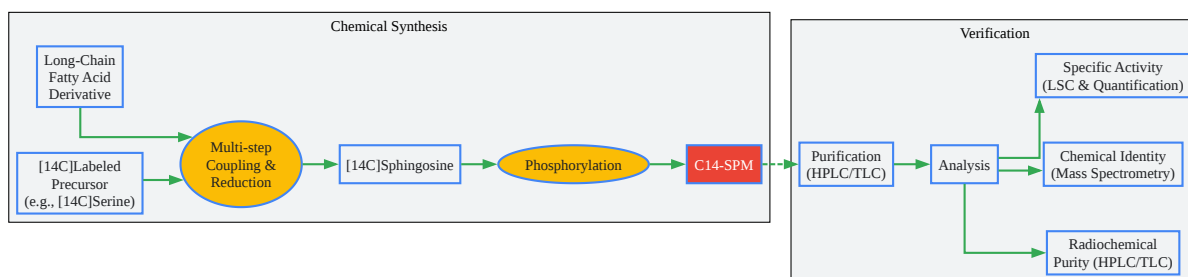 Chemical Synthesis
Long-Chain
Fatty Acid
Derivative
[14C]Labeled
Precursor
(e.g., [14C]Serine)
Multi-step
Coupling &
Reduction
[14C]Sphingosine
Phosphorylation
C14-SPM
Verification
Purification
(HPLC/TLC)
Analysis
Specific Activity
(LSC & Quantification)
Chemical Identity
(Mass Spectrometry)
Radiochemical
Purity (HPLC/TLC)